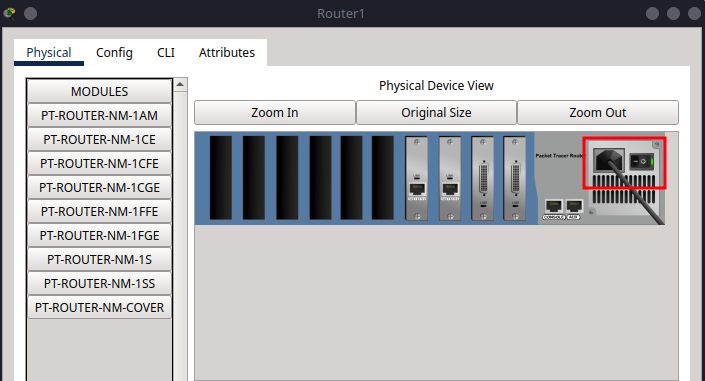 Router1
Physical Config CLI Attributes
MODULES
PT-ROUTER-NM-1AM
PT-ROUTER-NM-1CE
PT-ROUTER-NM-1CFE
PT-ROUTER-NM-1CGE
PT-ROUTER-NM-1FFE
PT-ROUTER-NM-1FGE
PT-ROUTER-NM-1S
PT-ROUTER-NM-1SS
PT-ROUTER-NM-COVER
Physical Device View
Zoom In Original Size Zoom Out
Packet Tracer Router
CONSOLE AUX